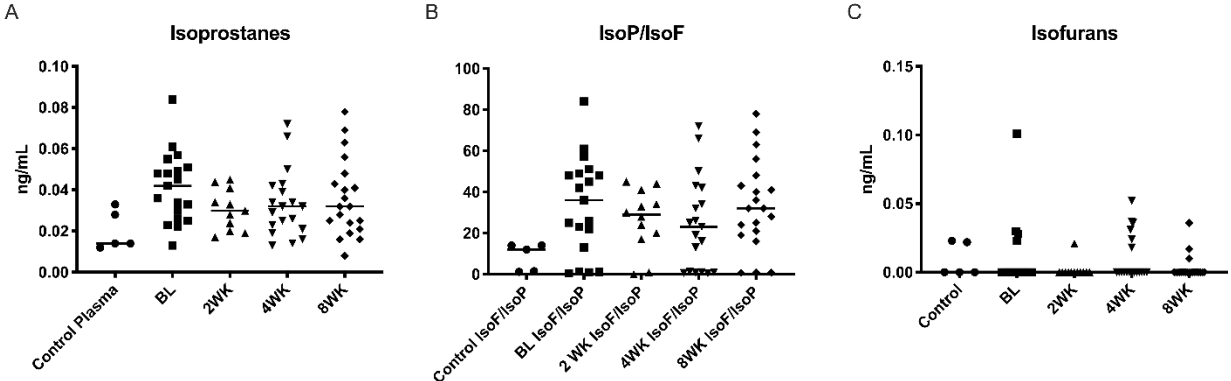 A
Isoprostanes
ng/mL
0.10
0.08
0.06
0.04
0.02
0.00
Control Plasma
BL
2WK
4WK
8WK
B
IsoP/IsoF
100
80
60
40
20
0
Control IsoF/IsoP
BL IsoF/IsoP
2 WK IsoF/IsoP
4WK IsoF/IsoP
8WK IsoF/IsoP
C
Isofurans
ng/mL
0.15
0.10
0.05
0.00
Control
BL
2WK
4WK
8WK